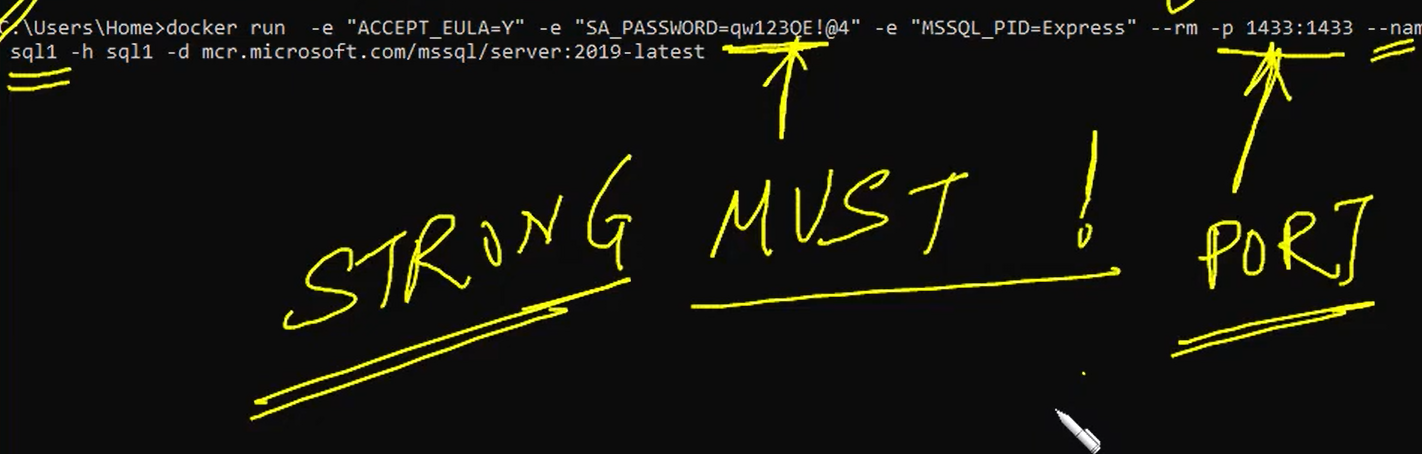 C:\Users\Home>docker run  -e "ACCEPT_EULA=Y"  -e "SA_PASSWORD=qw123QE!@4"  -e "MSSQL_PID=Express"  --rm -p 1433:1433 --nam
sql1 -h sql1 -d mcr.microsoft.com/mssql/server:2019-latest
STRONG MUST ! PORT